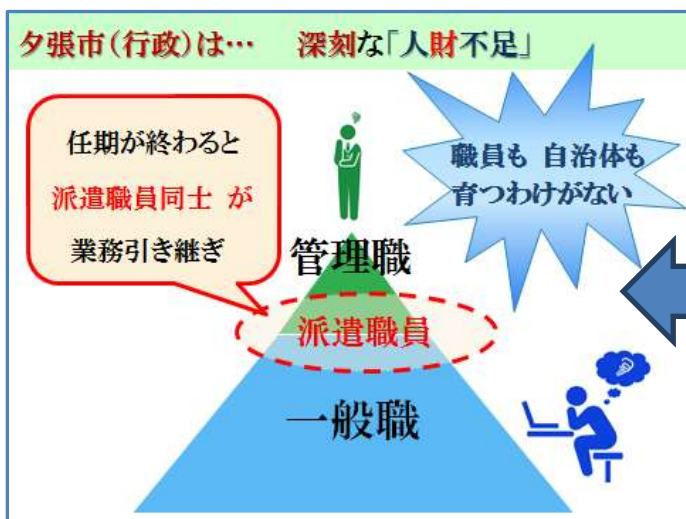 夕張市(行政)は… 深刻な「人財不足」
任期が終わると
派遣職員同士 が
業務引き継ぎ
職員も 自治体も
育つわけがない
管理職
派遣職員
一般職